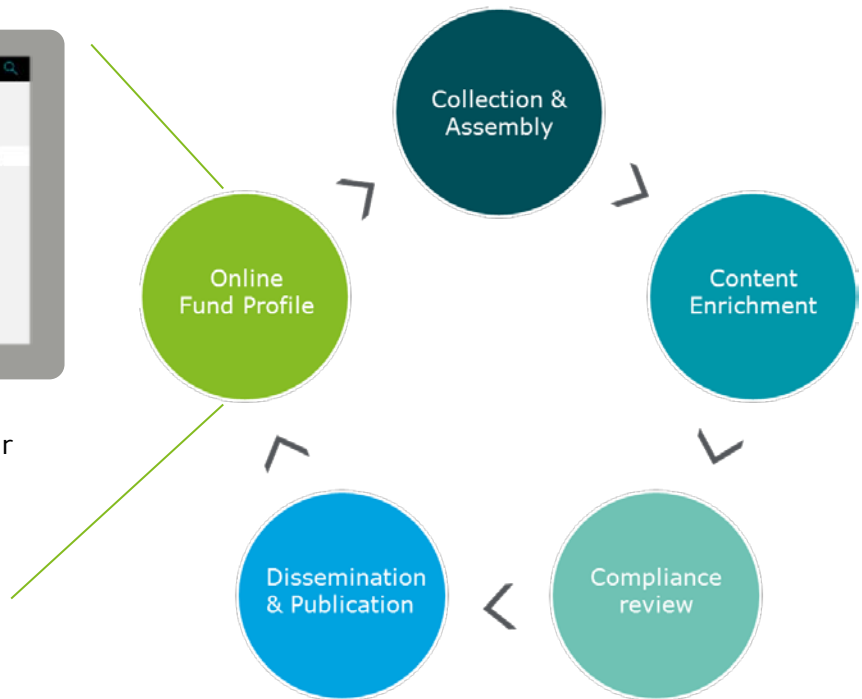 Collection &
Assembly
Online
Fund Profile
Content
Enrichment
r
Dissemination
& Publication
Compliance
review